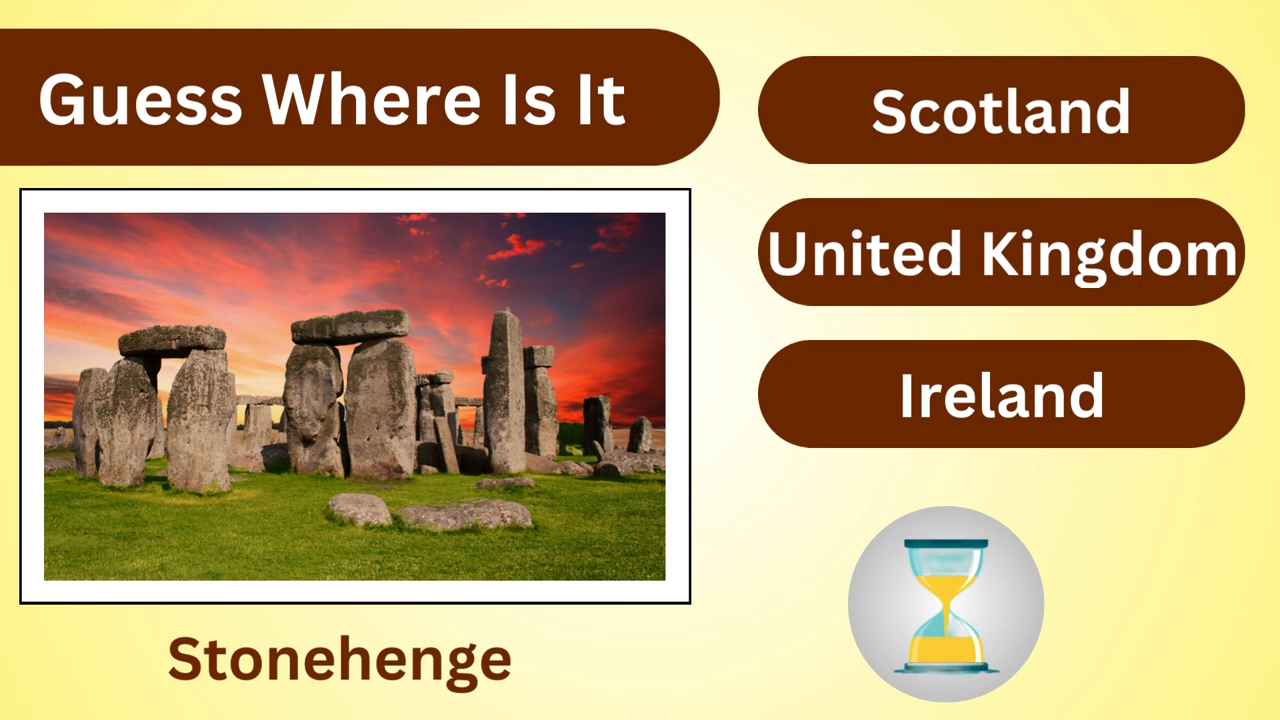 Guess Where Is It
Scotland
United Kingdom
Ireland
Stonehenge